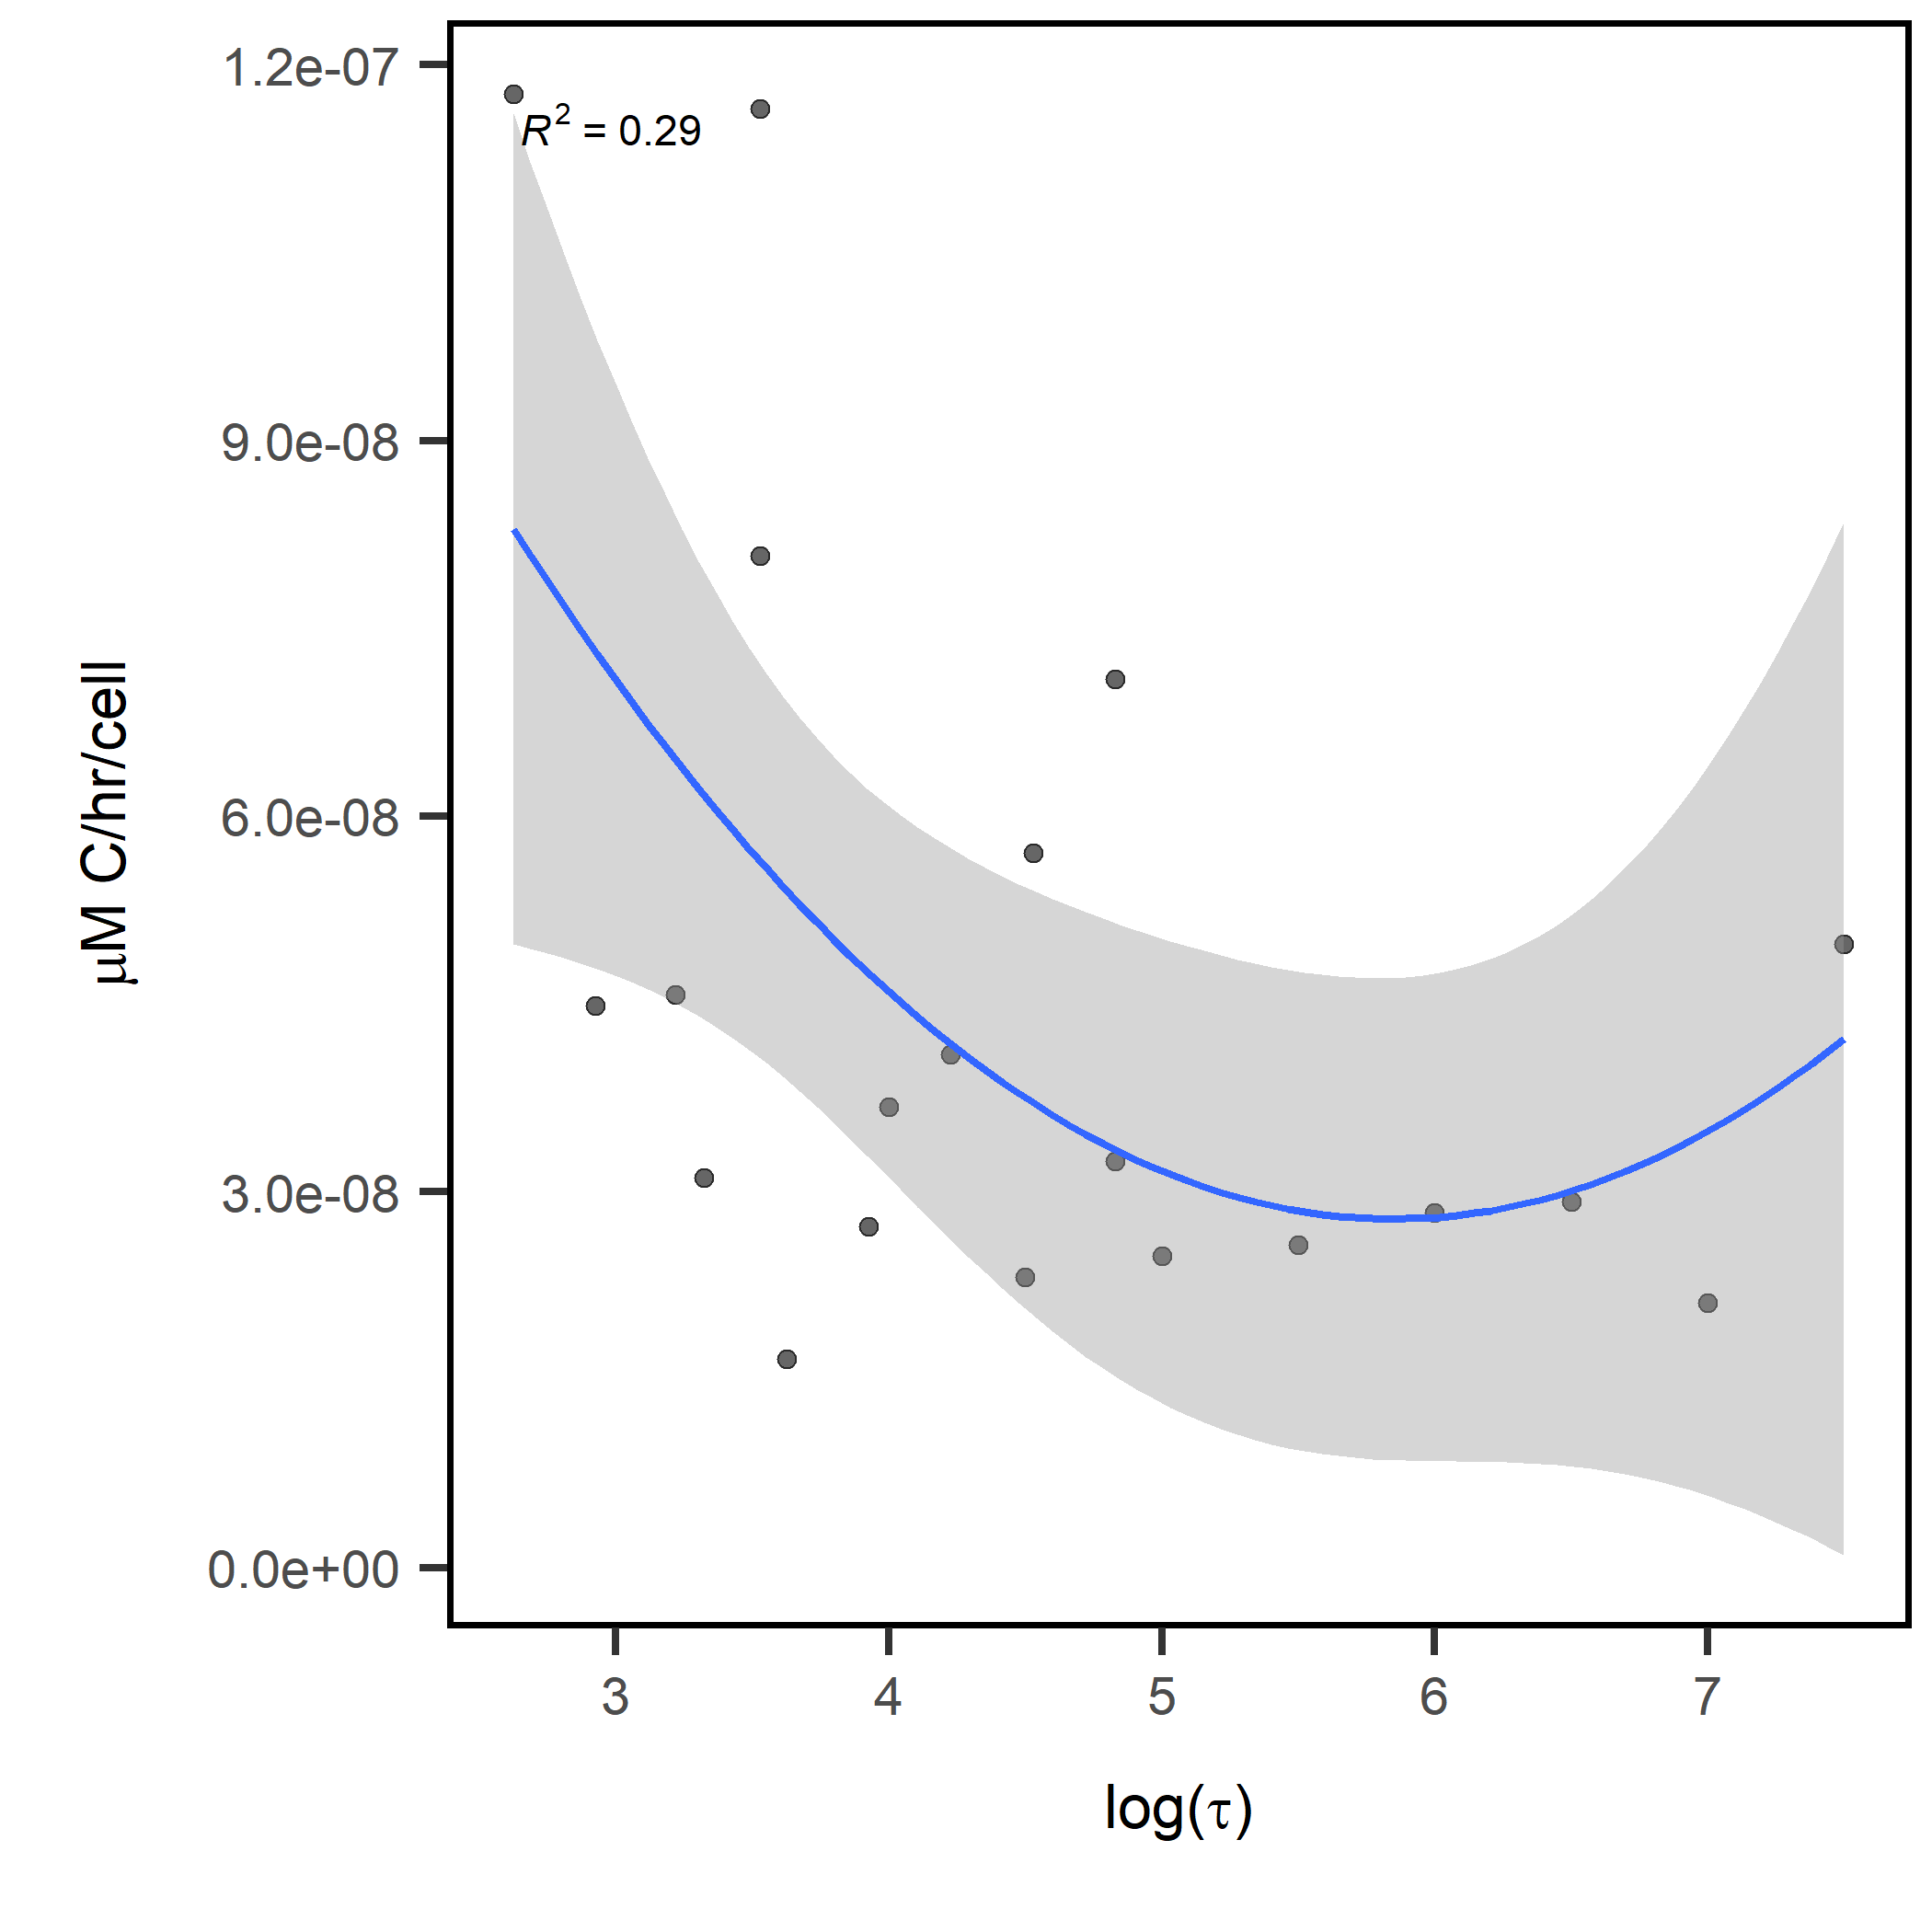 1.2e-07
R² = 0.29
9.0e-08
6.0e-08
3.0e-08
0.0e+00
μM C/hr/cell
3 4 5 6 7
log(τ)